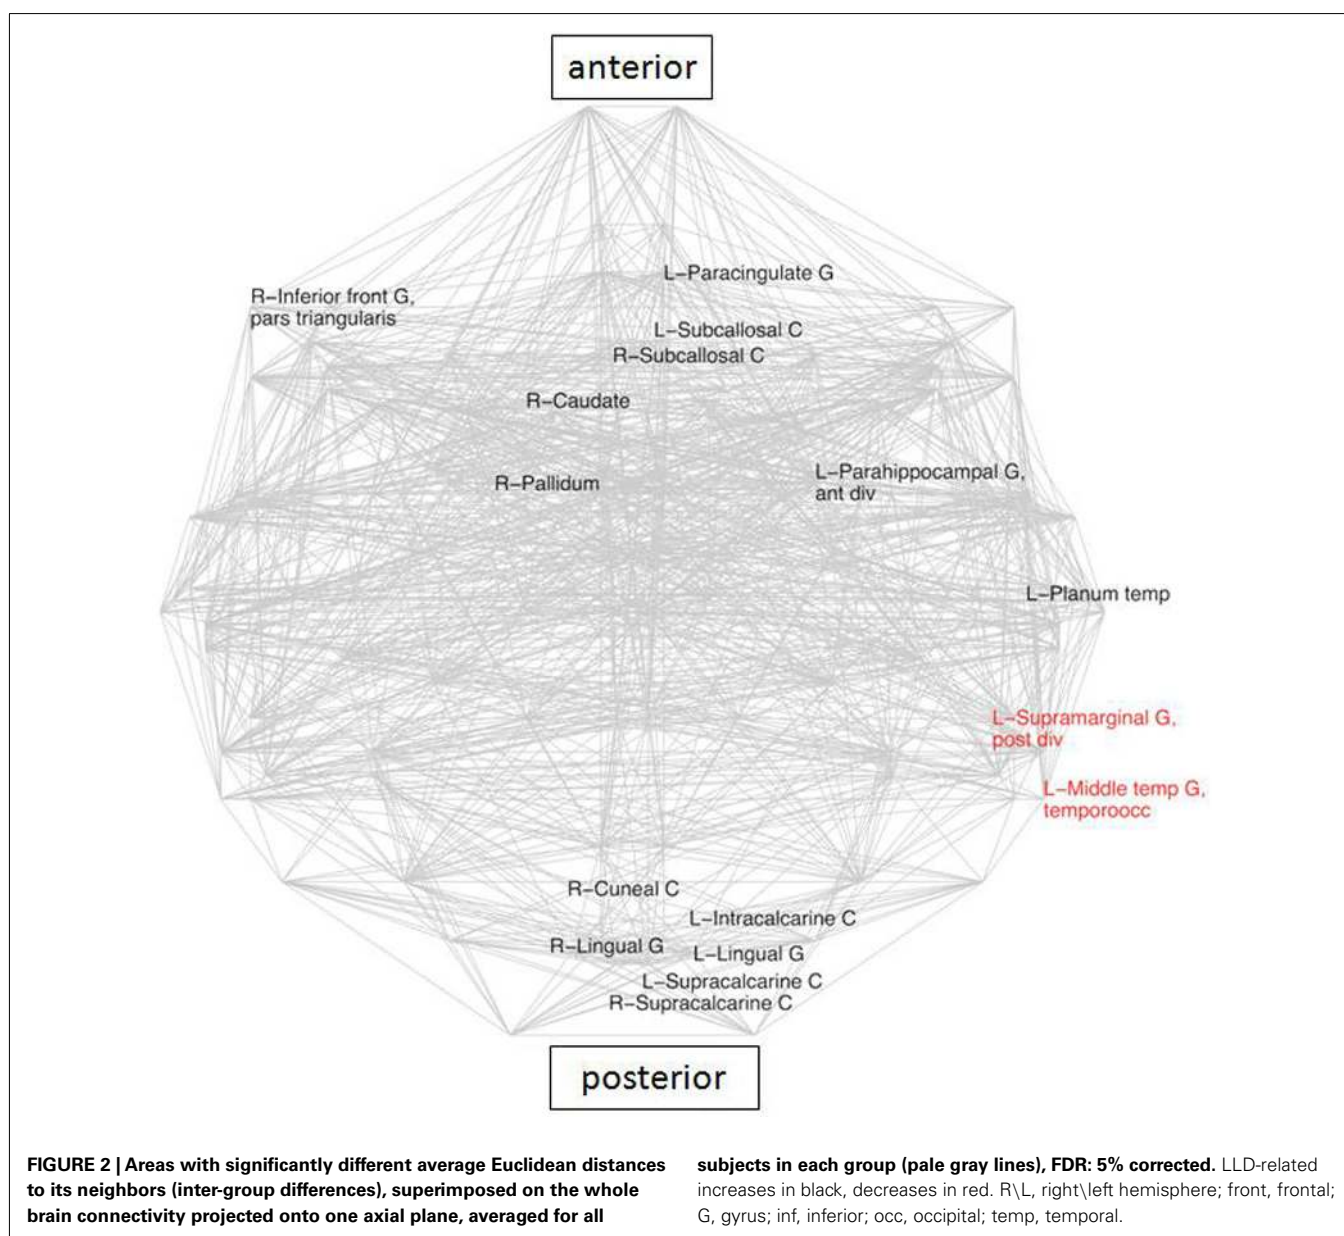 anterior
L–Paracingulate G
R–Inferior front G,
pars triangularis
L–Subcallosal C
R–Subcallosal C
R–Caudate
L–Parahippocampal G,
ant div
R–Pallidum
L–Planum temp
L–Supramarginal G,
post div
L–Middle temp G,
temporoocc
R–Cuneal C
L–Intracalcarine C
R–Lingual G
L–Lingual G
L–Supracalcarine C
R–Supracalcarine C
posterior
FIGURE 2 | Areas with significantly different average Euclidean distances
to its neighbors (inter-group differences), superimposed on the whole
brain connectivity projected onto one axial plane, averaged for all
subjects in each group (pale gray lines), FDR: 5% corrected. LLD-related
increases in black, decreases in red. R\L, right\left hemisphere; front, frontal;
G, gyrus; inf, inferior; occ, occipital; temp, temporal.